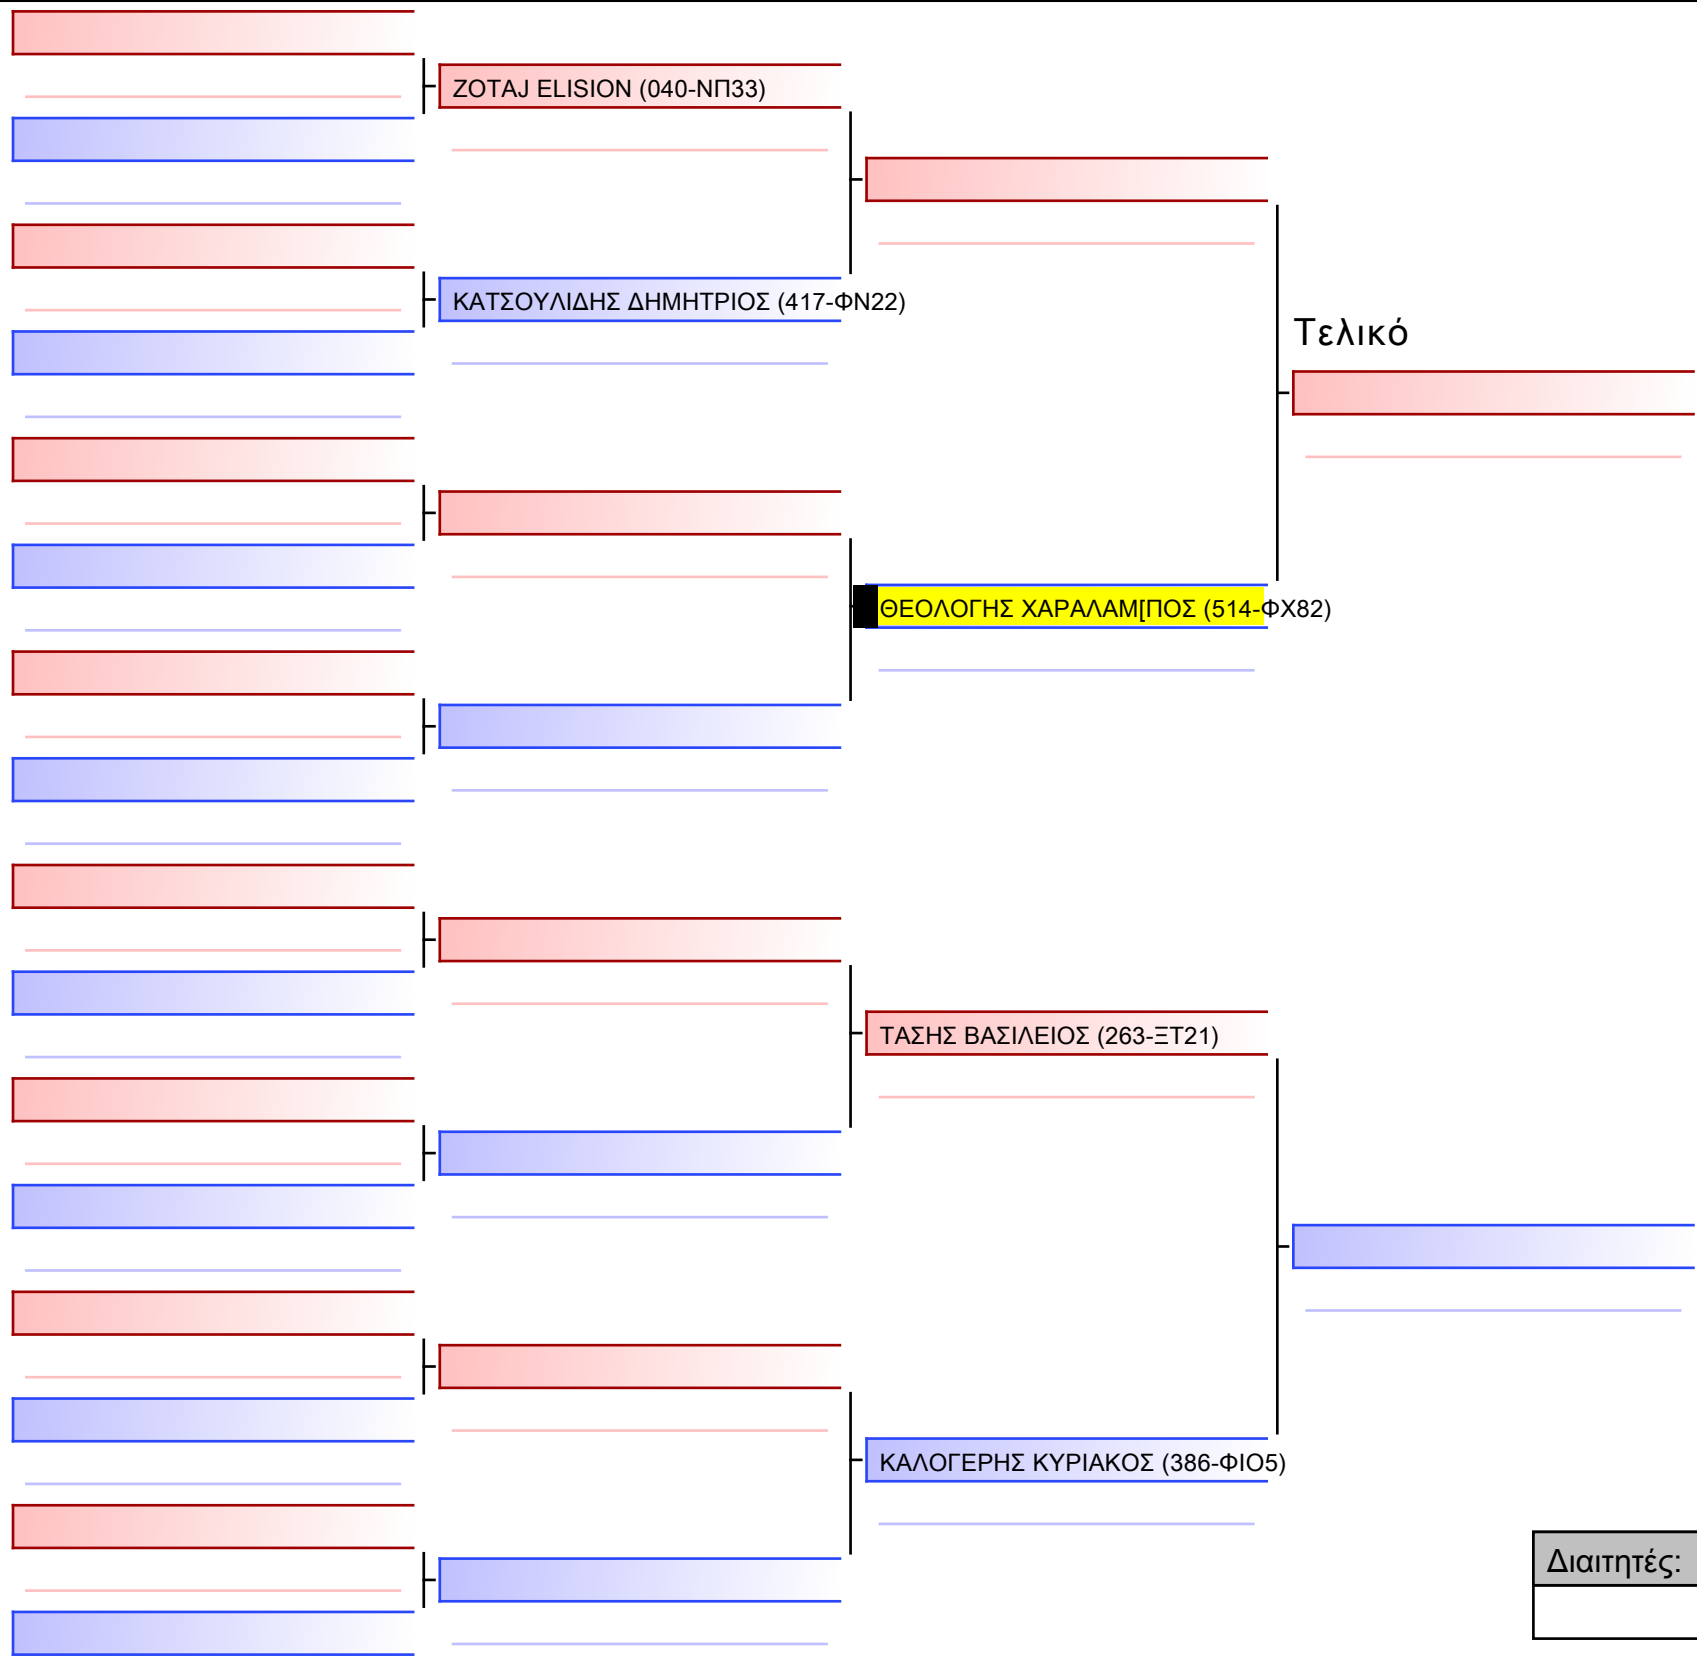 ZOTAJ ELISION (040-ΝΠ33)
ΚΑΤΣΟΥΛΙΔΗΣ ΔΗΜΗΤΡΙΟΣ (417-ΦΝ22)
Τελικό
ΘΕΟΛΟΓΗΣ ΧΑΡΑΛΑΜ[ΠΟΣ (514-ΦΧ82)
ΤΑΣΗΣ ΒΑΣΙΛΕΙΟΣ (263-ΞΤ21)
ΚΑΛΟΓΕΡΗΣ ΚΥΡΙΑΚΟΣ (386-ΦΙΟ5)
Διαιτητές: